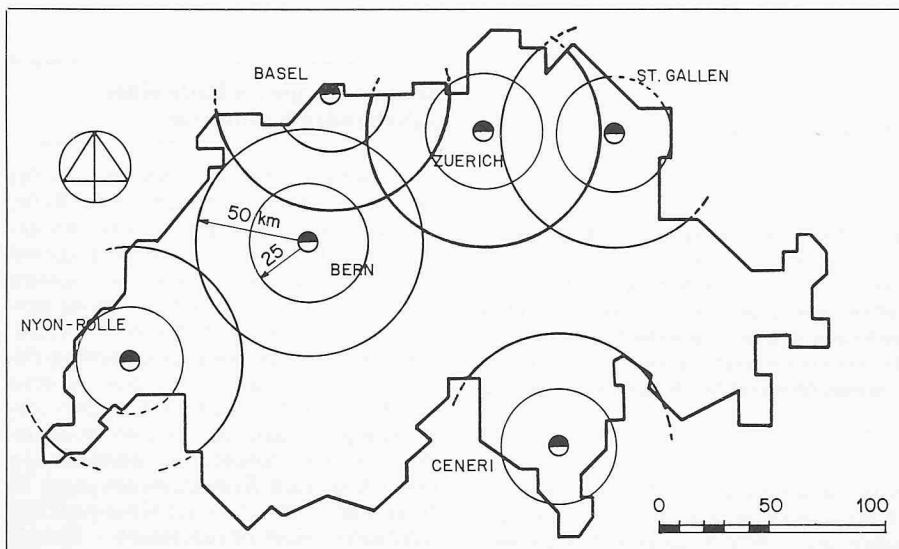 BASEL
ST. GALLEN
ZUERICH
50 km
25
BERN
NYON-ROLLE
CENERI
0 50 100